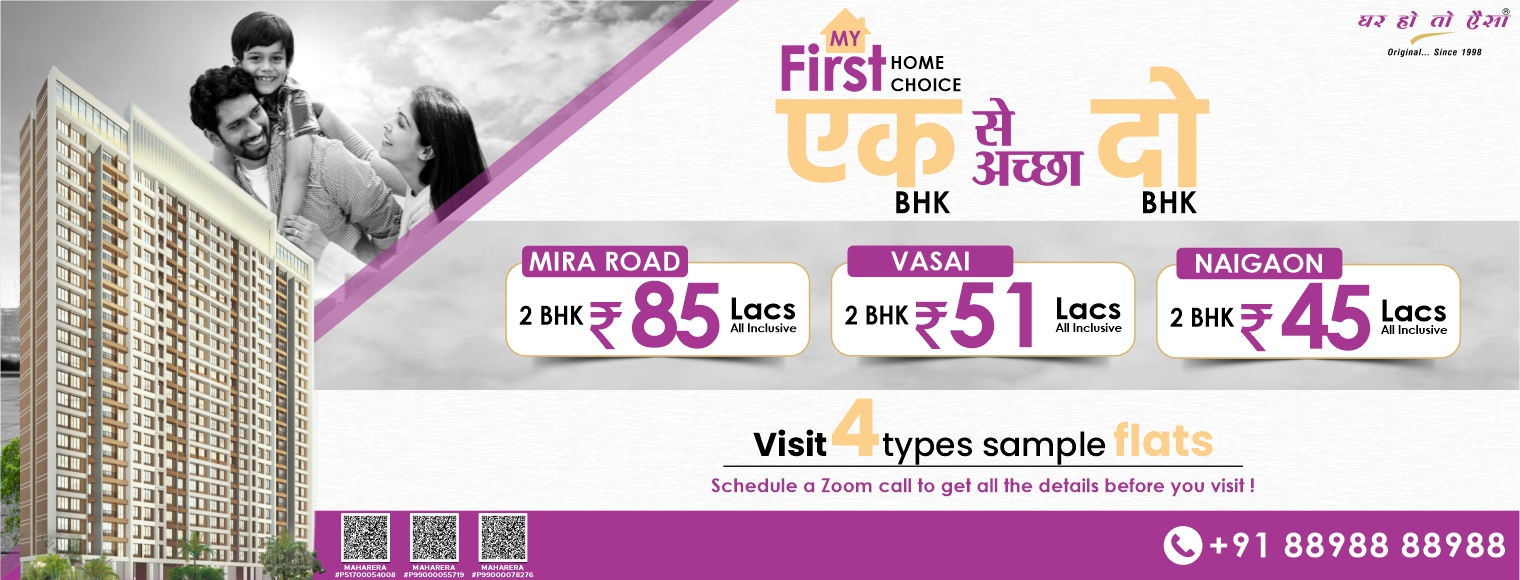 घर हो तो ऐसा®
Original... Since 1998
MY
First HOME CHOICE
एक से अच्छा दो
BHK BHK
MIRA ROAD
2 BHK ₹ 85 Lacs
All Inclusive
VASAI
2 BHK ₹ 51 Lacs
All Inclusive
NAIGAON
2 BHK ₹ 45 Lacs
All Inclusive
Visit 4 types sample flats
Schedule a Zoom call to get all the details before you visit !
MAHARERA
#P51700054008
MAHARERA
#P99000055719
MAHARERA
#P99000078276
+91 88988 88988